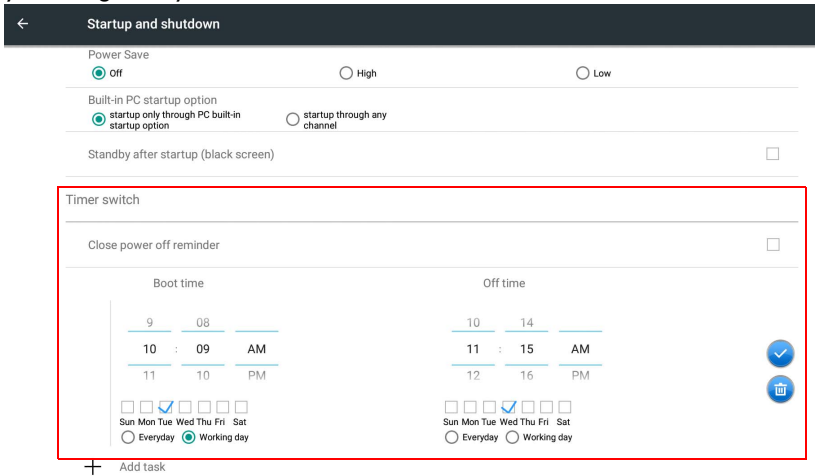 Startup and shutdown
Power Save
Off High Low
Built-in PC startup option
startup only through PC built-in startup option
startup through any channel
Standby after startup (black screen)
Timer switch
Close power off reminder
Boot time Off time
9 08 10 14
10 : 09 AM 11 : 15 AM
11 10 PM 12 16 PM
Sun Mon Tue Wed Thu Fri Sat Sun Mon Tue Wed Thu Fri Sat
Everyday Working day Everyday Working day
Add task